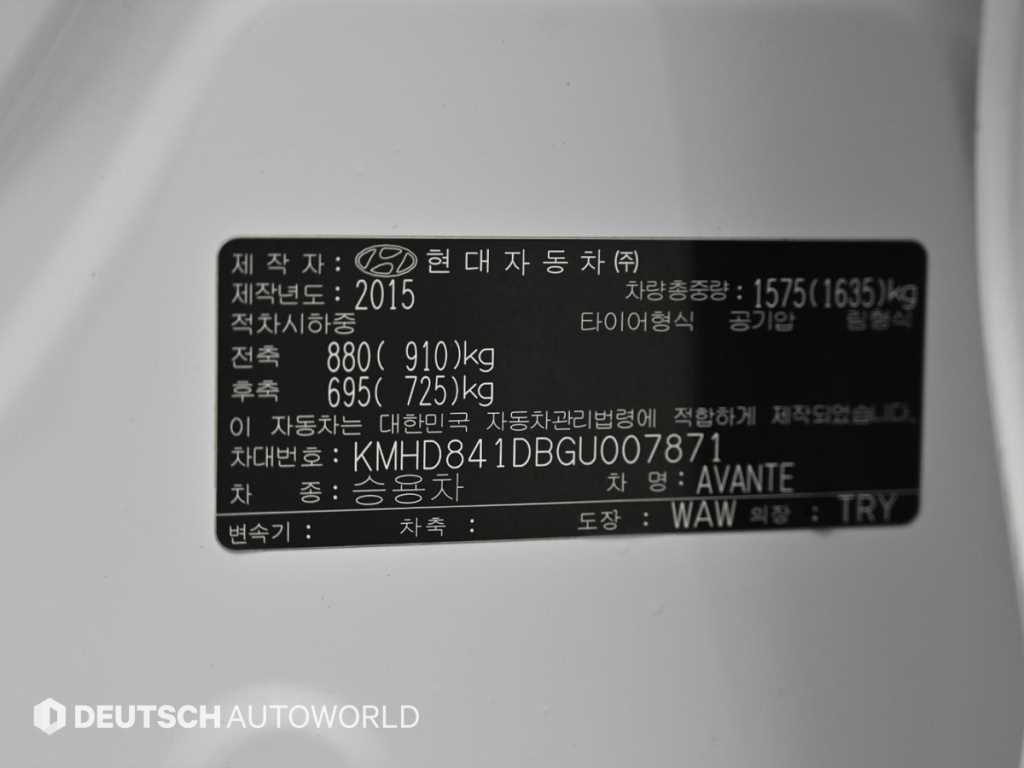 제 작 자 : 현 대 자 동 차 (주)
제작년도 : 2015 차량총중량 : 1575(1635)kg
적차시하중 타이어형식 공기압 림형식
전축 880( 910)kg
후축 695( 725)kg
이 자동차는 대한민국 자동차관리법령에 적합하게 제작되었습니다.
차대번호 : KMHD841DBGU007871
차 종 : 승용차 차 명 : AVANTE
변속기 : 차축 : 도장 : WAW 외장 : TRY
DEUTSCH AUTOWORLD